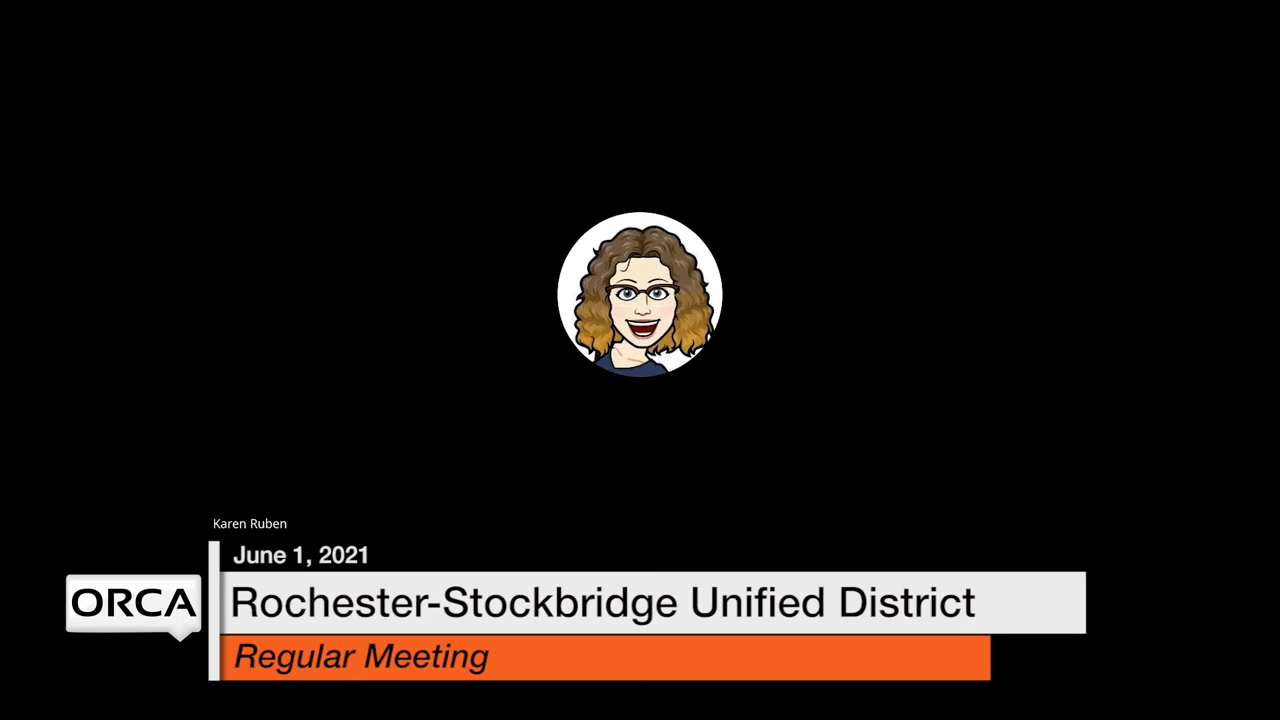 Karen Ruben
June 1, 2021
ORCA
Rochester-Stockbridge Unified District
Regular Meeting